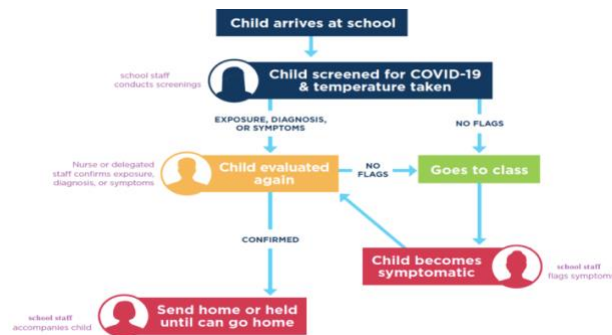 Child arrives at school
school staff
conducts screenings
Child screened for COVID-19
& temperature taken
EXPOSURE, DIAGNOSIS,
OR SYMPTOMS
NO FLAGS
Nurse or delegated
staff confirms exposure,
diagnosis, or symptoms
Child evaluated
again
NO
FLAGS
Goes to class
CONFIRMED
Child becomes
symptomatic
school staff
flags symptoms
school staff
accompanies child
Send home or held
until can go home